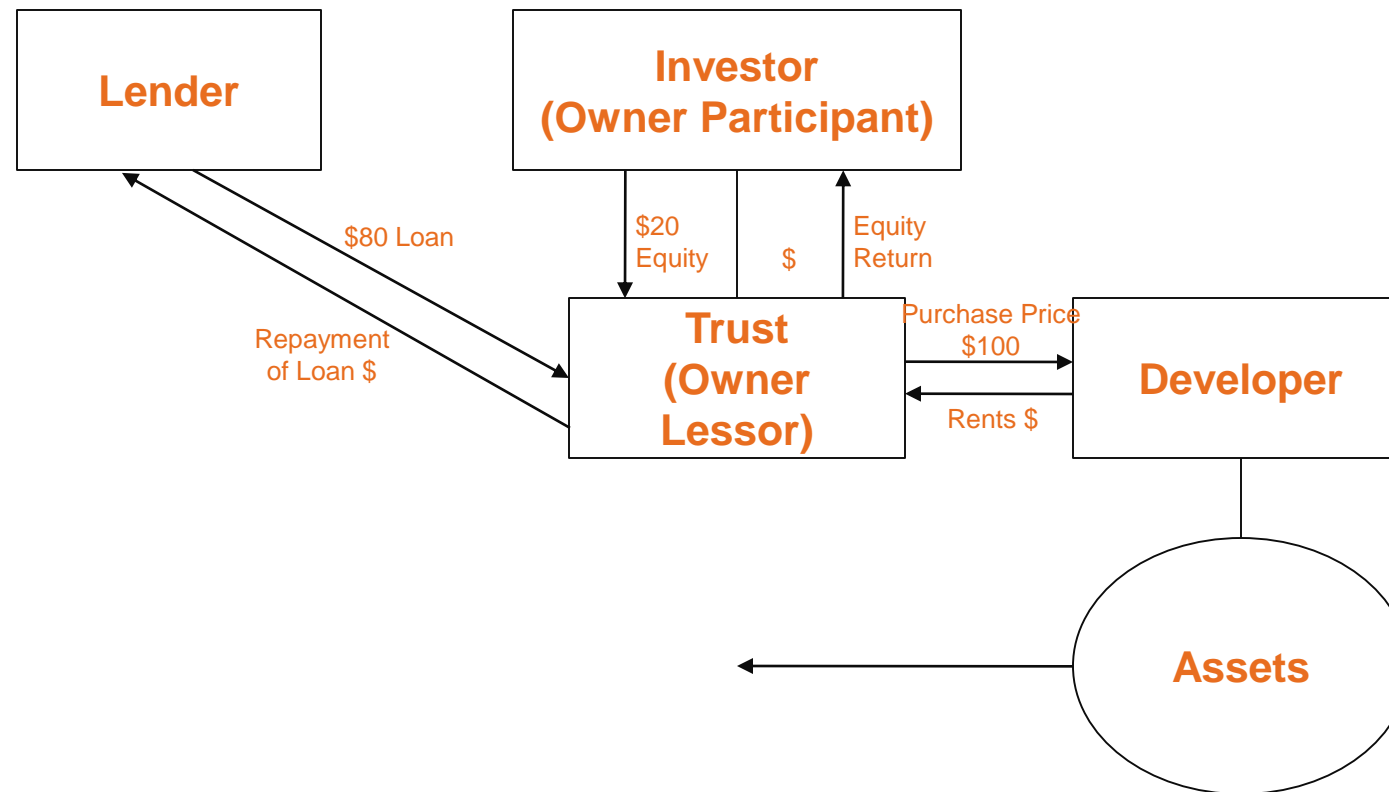 Lender
Investor
(Owner Participant)
$80 Loan
$20
Equity
$
Equity
Return
Repayment
of Loan $
Trust
(Owner
Lessor)
Purchase Price
$100
Rents $
Developer
Assets